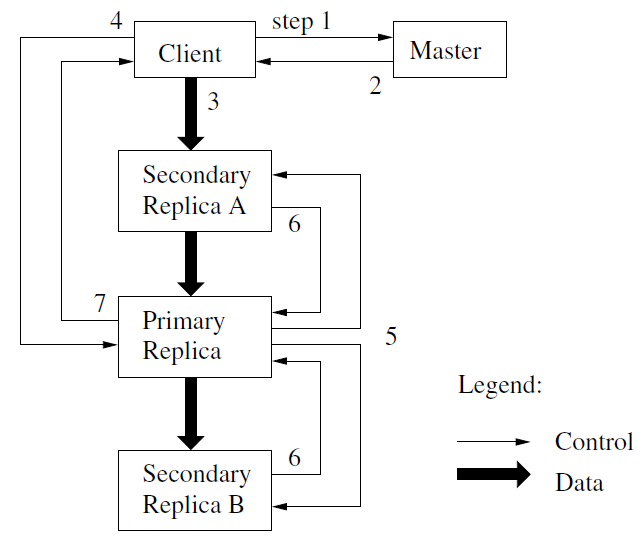 4
step 1
Client
Master
2
3
Secondary
Replica A
6
7
Primary
Replica
5
Legend:
Control
6
Secondary
Replica B
Data